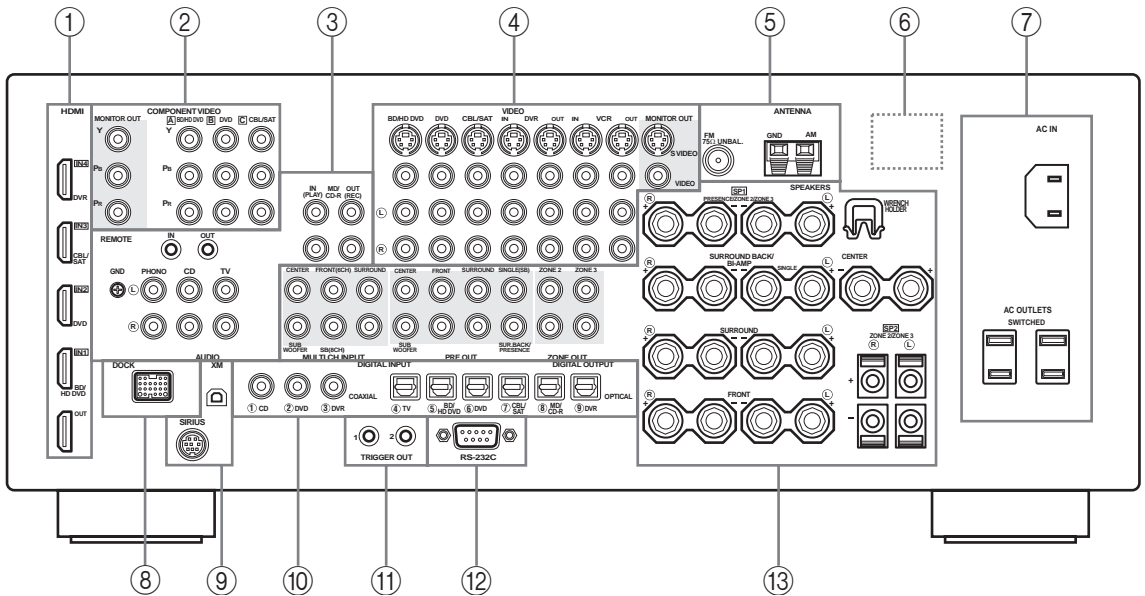 ① ② ③ ④ ⑤ ⑥ ⑦
HDMI
COMPONENT VIDEO
MONITOR OUT
A BD/HD DVD B DVD C CBL/SAT
Y Y
PB PB
PR PR
IN4
DVR
IN3
CBL/
SAT
IN2
DVD
IN1
BD/
HD DVD
OUT
REMOTE
IN OUT
GND
PHONO CD TV
L
R
AUDIO
IN
(PLAY)
MD/
CD-R
OUT
(REC)
VIDEO
BD/HD DVD DVD CBL/SAT IN DVR OUT IN VCR OUT MONITOR OUT
S VIDEO
VIDEO
L
R
CENTER FRONT(6CH) SURROUND
SUB
WOOFER
SB(8CH)
MULTI CH INPUT
CENTER FRONT SURROUND SINGLE(SB)
SUB
WOOFER
SUR.BACK/
PRESENCE
PRE OUT
ZONE 2 ZONE 3
ZONE OUT
ANTENNA
FM
75Ω UNBAL.
GND AM
SP1
SPEAKERS
PRESENCE/ZONE 2/ZONE 3
R L
+ − − +
WRENCH
HOLDER
SURROUND BACK/
BI-AMP
SINGLE
R L
+ − − +
CENTER
− +
SURROUND
R L
+ − − +
SP2
ZONE 2/ZONE 3
R L
+
−
FRONT
R L
+ − − +
AC IN
AC OUTLETS
SWITCHED
DOCK
XM
SIRIUS
DIGITAL INPUT
DIGITAL OUTPUT
① CD ② DVD ③ DVR
COAXIAL
④ TV ⑤ BD/
HD DVD ⑥ DVD ⑦ CBL/
SAT ⑧ MD/
CD-R ⑨ DVR
OPTICAL
1 2
TRIGGER OUT
RS-232C
⑧ ⑨ ⑩ ⑪ ⑫ ⑬